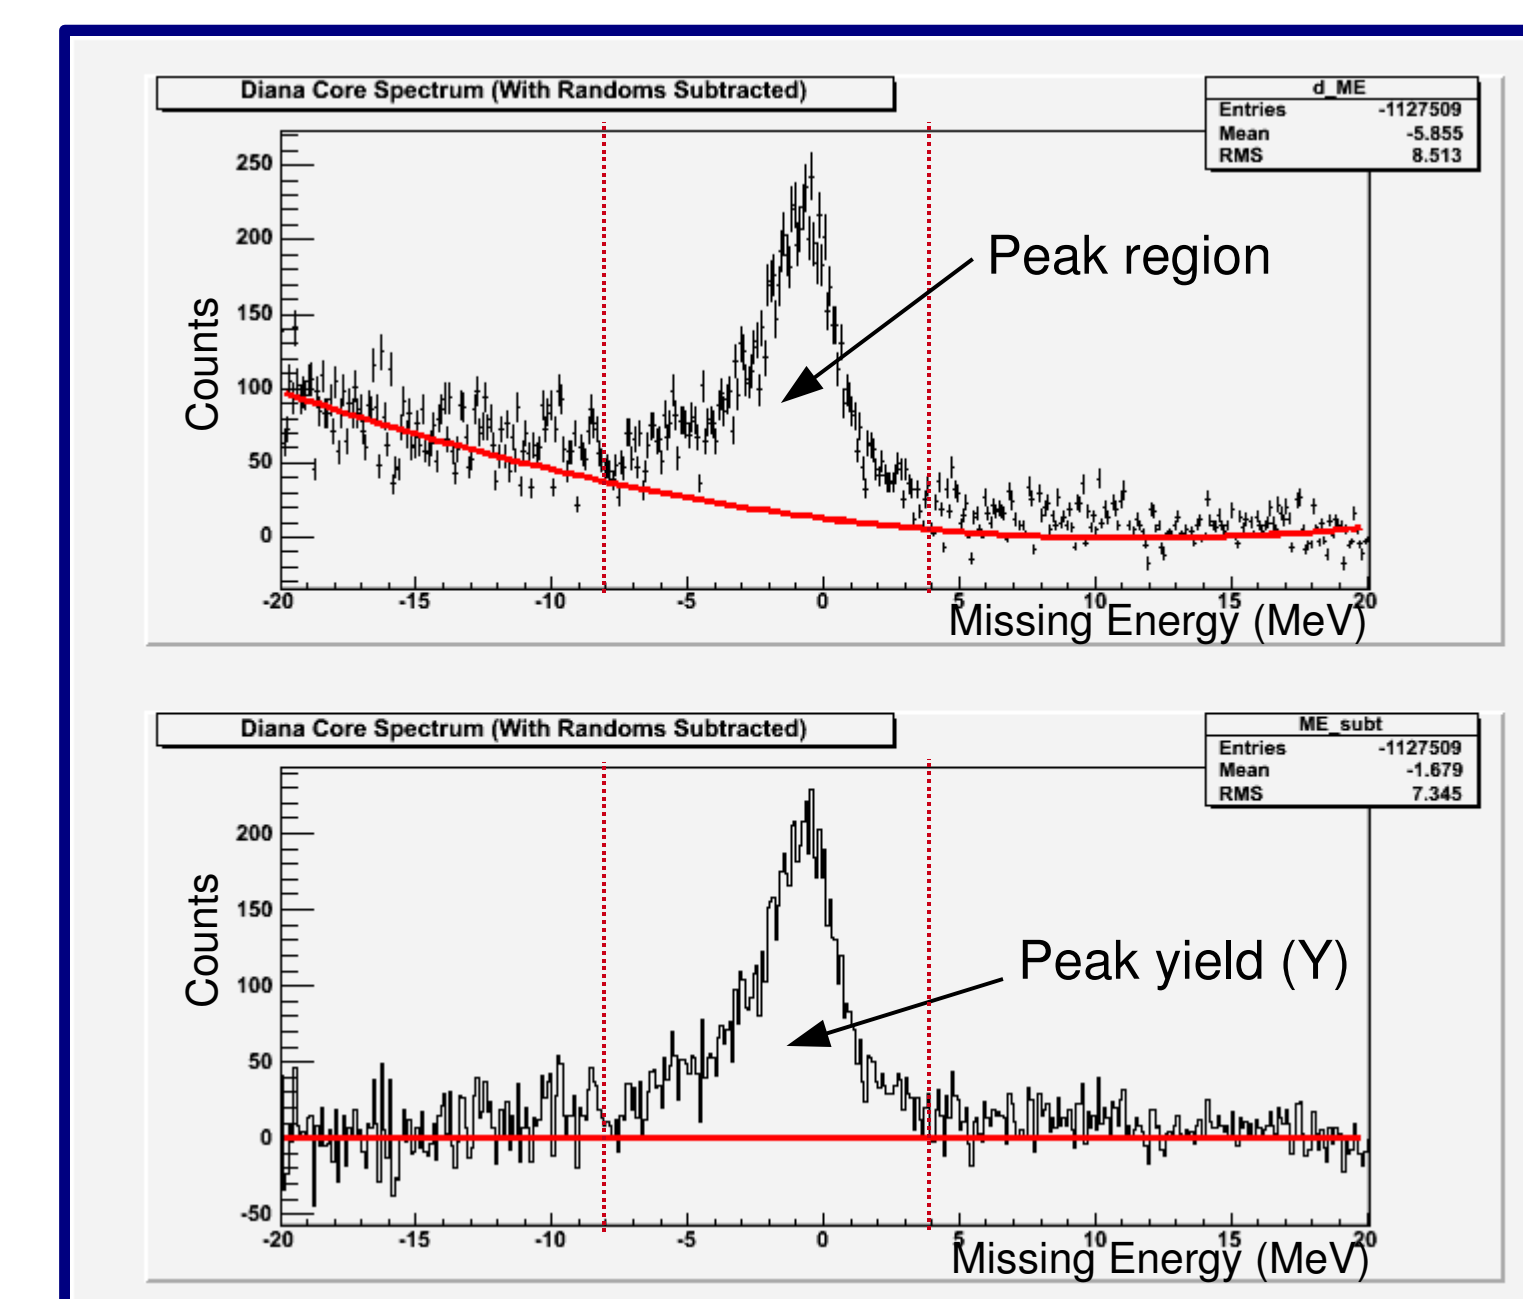 Diana Core Spectrum (With Randoms Subtracted)
d_ME
Entries -1127509
Mean -5.855
RMS 8.513
250
200
150
100
50
0
Counts
Peak region
-20 -15 -10 -5 0 5 10 15 20
Missing Energy (MeV)
Diana Core Spectrum (With Randoms Subtracted)
ME_subt
Entries -1127509
Mean -1.679
RMS 7.345
200
150
100
50
0
-50
Counts
Peak yield (Y)
-20 -15 -10 -5 0 5 10 15 20
Missing Energy (MeV)